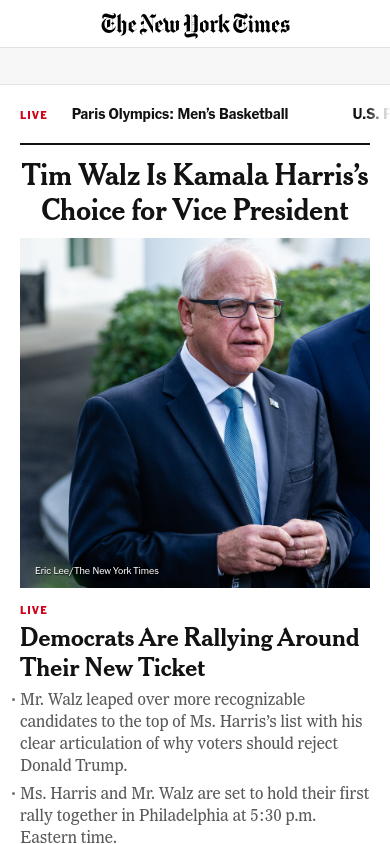 The New York Times
LIVE Paris Olympics: Men’s Basketball U.S.
Tim Walz Is Kamala Harris’s
Choice for Vice President
Eric Lee/The New York Times
LIVE
Democrats Are Rallying Around
Their New Ticket
· Mr. Walz leaped over more recognizable
candidates to the top of Ms. Harris’s list with his
clear articulation of why voters should reject
Donald Trump.
· Ms. Harris and Mr. Walz are set to hold their first
rally together in Philadelphia at 5:30 p.m.
Eastern time.